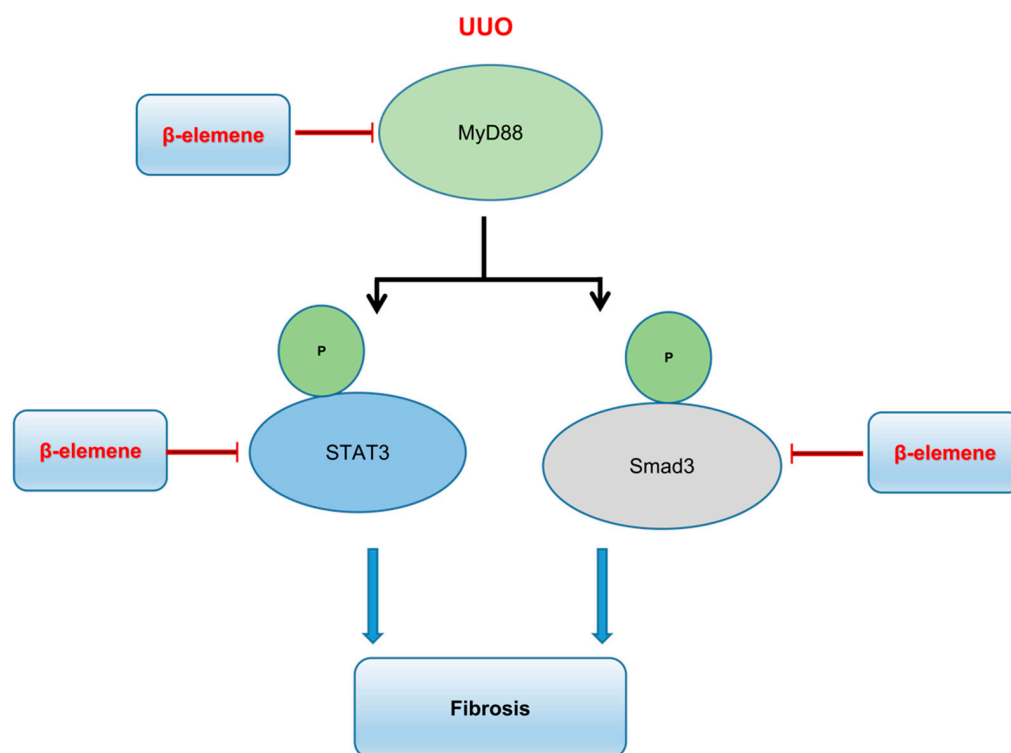 UUO
β-elemene
MyD88
P
P
β-elemene
STAT3
Smad3
β-elemene
Fibrosis